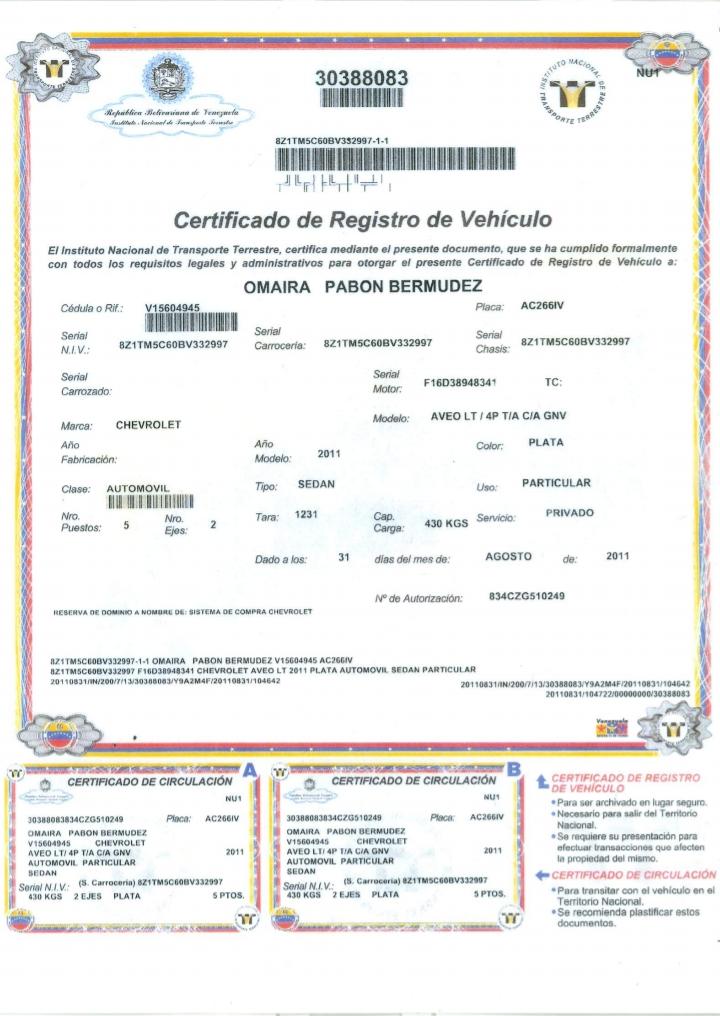 NU1
30388083
República Bolivariana de Venezuela
Instituto Nacional de Transporte Terrestre
INSTITUTO NACIONAL DE TRANSPORTE TERRESTRE
8Z1TM5C60BV332997-1-1
Certificado de Registro de Vehículo
El Instituto Nacional de Transporte Terrestre, certifica mediante el presente documento, que se ha cumplido formalmente
con todos los requisitos legales y administrativos para otorgar el presente Certificado de Registro de Vehículo a:
OMAIRA PABON BERMUDEZ
Cédula o Rif.: V15604945 Placa: AC266IV
Serial N.I.V.: 8Z1TM5C60BV332997 Serial Carrocería: 8Z1TM5C60BV332997 Serial Chasis: 8Z1TM5C60BV332997
Serial Carrozado: Serial Motor: F16D38948341 TC:
Marca: CHEVROLET Modelo: AVEO LT / 4P T/A C/A GNV
Año Fabricación: Año Modelo: 2011 Color: PLATA
Clase: AUTOMOVIL Tipo: SEDAN Uso: PARTICULAR
Nro. Puestos: 5 Nro. Ejes: 2 Tara: 1231 Cap. Carga: 430 KGS Servicio: PRIVADO
Dado a los: 31 días del mes de: AGOSTO de: 2011
Nº de Autorización: 834CZG510249
RESERVA DE DOMINIO A NOMBRE DE: SISTEMA DE COMPRA CHEVROLET
8Z1TM5C60BV332997-1-1 OMAIRA PABON BERMUDEZ V15604945 AC266IV
8Z1TM5C60BV332997 F16D38948341 CHEVROLET AVEO LT 2011 PLATA AUTOMOVIL SEDAN PARTICULAR
20110831/IN/200/7/13/30388083/Y9A2M4F/20110831/104642
20110831/IN/200/7/13/30388083/Y9A2M4F/20110831/104642
20110831/104722/00000000/30388083
Venezuela
A
CERTIFICADO DE CIRCULACIÓN
NU1
30388083834CZG510249 Placa: AC266IV
OMAIRA PABON BERMUDEZ
V15604945 CHEVROLET
AVEO LT/ 4P T/A C/A GNV 2011
AUTOMOVIL PARTICULAR
SEDAN
Serial N.I.V.: (S. Carroceria) 8Z1TM5C60BV332997
430 KGS 2 EJES PLATA 5 PTOS.
B
CERTIFICADO DE CIRCULACIÓN
NU1
30388083834CZG510249 Placa: AC266IV
OMAIRA PABON BERMUDEZ
V15604945 CHEVROLET
AVEO LT/ 4P T/A C/A GNV 2011
AUTOMOVIL PARTICULAR
SEDAN
Serial N.I.V.: (S. Carroceria) 8Z1TM5C60BV332997
430 KGS 2 EJES PLATA 5 PTOS.
CERTIFICADO DE REGISTRO
DE VEHÍCULO
• Para ser archivado en lugar seguro.
• Necesario para salir del Territorio
Nacional.
• Se requiere su presentación para
efectuar transacciones que afecten
la propiedad del mismo.
CERTIFICADO DE CIRCULACIÓN
• Para transitar con el vehículo en el
Territorio Nacional.
• Se recomienda plastificar estos
documentos.